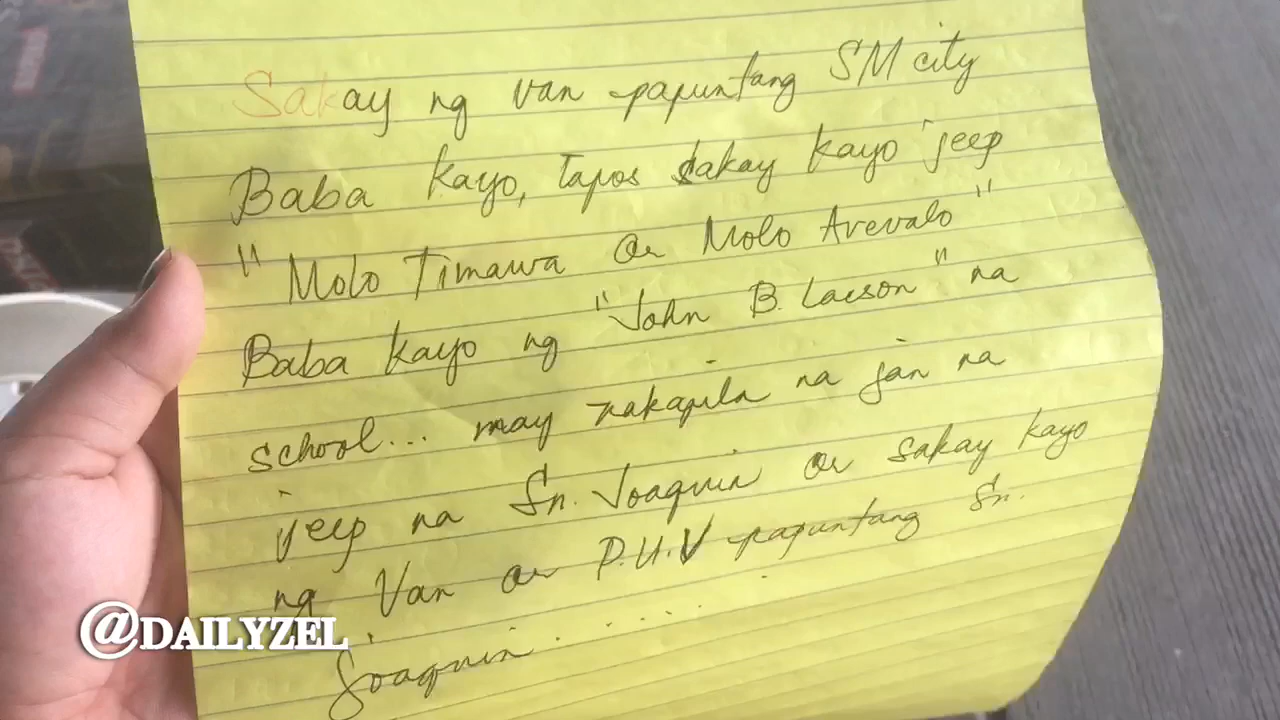 Sakay ng van papuntang SM city
Baba kayo, Tapos sakay kayo jeep
" Molo Timawa or Molo Arevalo "
Baba kayo ng "John B. Lacson" na
school... may nakapila na jan na
jeep na Sn. Joaquin or sakay kayo
ng Van or P.U.V papuntang Sn.
Joaquin . . . . .
@DAILYZEL